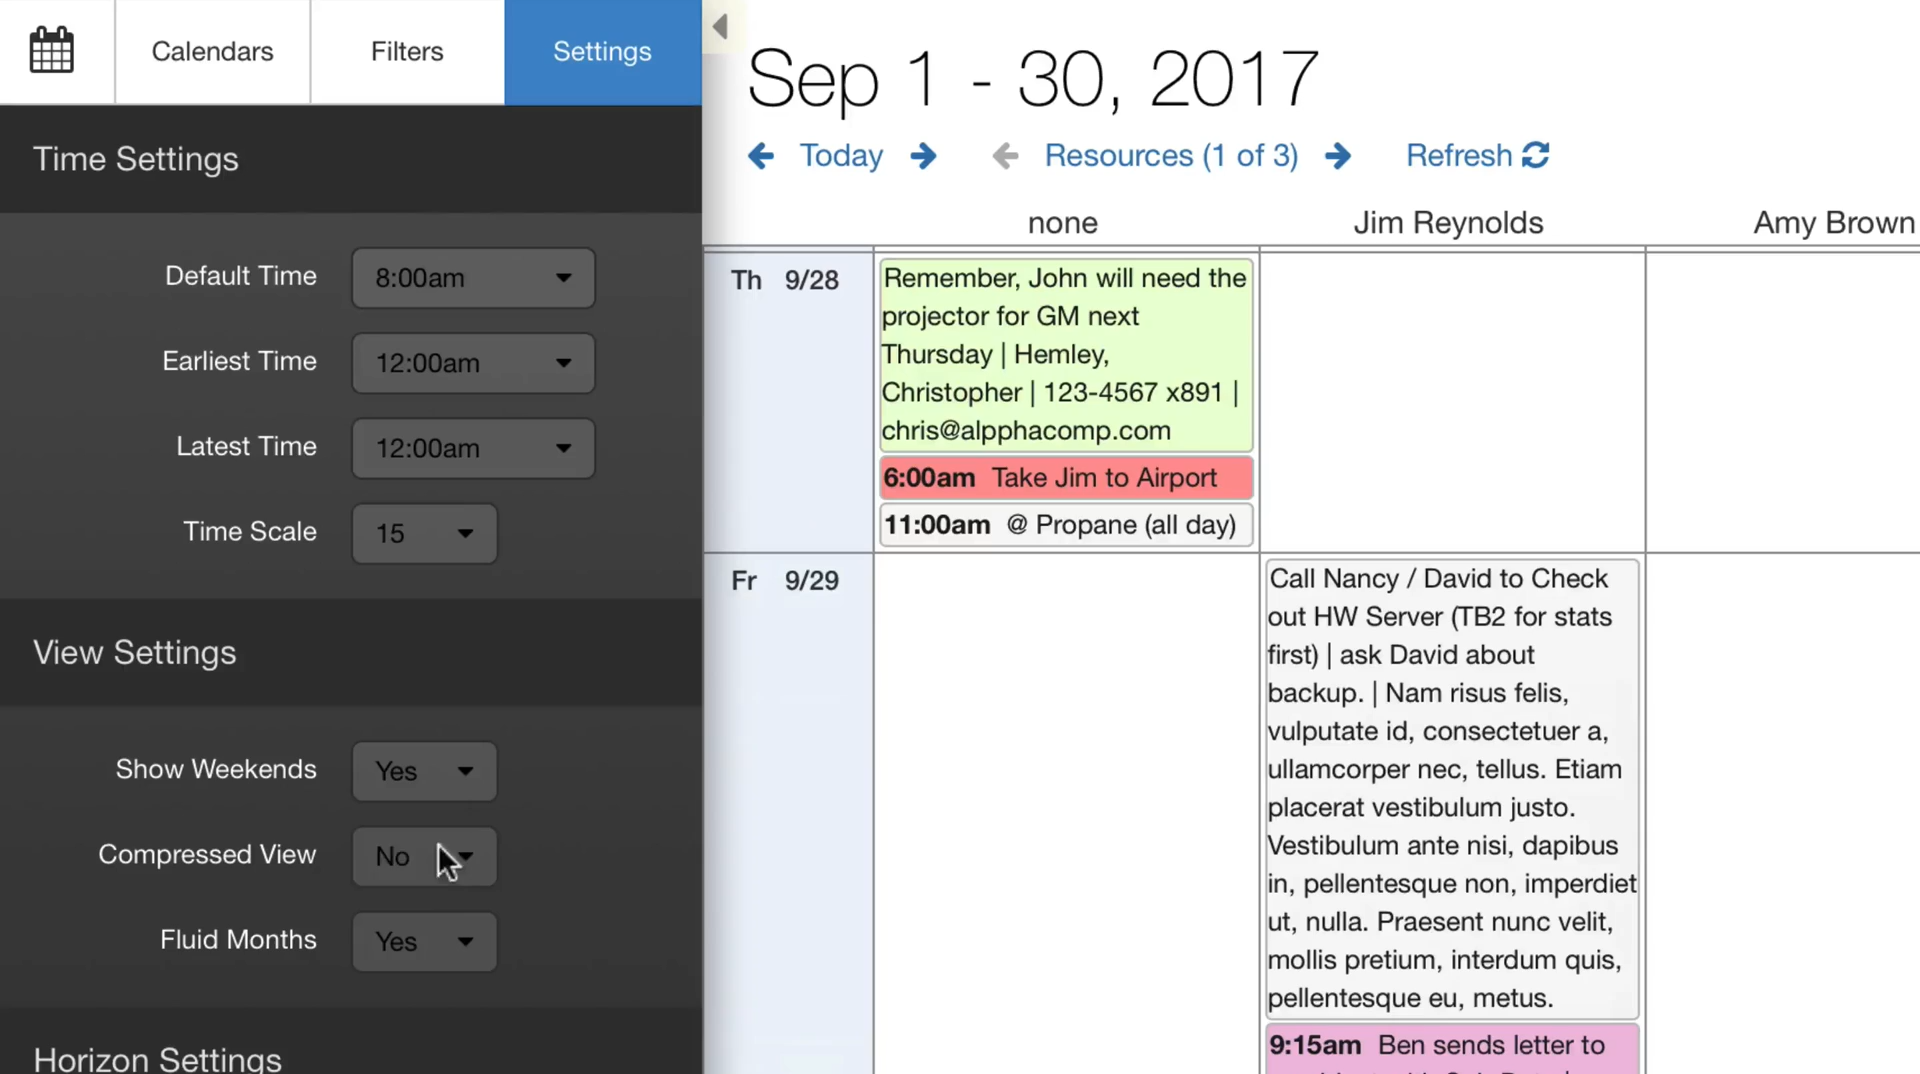 Calendars
Filters
Settings
Time Settings
Default Time
8:00am
Earliest Time
12:00am
Latest Time
12:00am
Time Scale
15
View Settings
Show Weekends
Yes
Compressed View
No
Fluid Months
Yes
Horizon Settings
Sep 1 - 30, 2017
Today
Resources (1 of 3)
Refresh
none
Jim Reynolds
Amy Brown
Th 9/28
Remember, John will need the
projector for GM next
Thursday | Hemley,
Christopher | 123-4567 x891 |
chris@alpphacomp.com
6:00am Take Jim to Airport
11:00am @ Propane (all day)
Fr 9/29
Call Nancy / David to Check
out HW Server (TB2 for stats
first) | ask David about
backup. | Nam risus felis,
vulputate id, consectetuer a,
ullamcorper nec, tellus. Etiam
placerat vestibulum justo.
Vestibulum ante nisi, dapibus
in, pellentesque non, imperdiet
ut, nulla. Praesent nunc velit,
mollis pretium, interdum quis,
pellentesque eu, metus.
9:15am Ben sends letter to